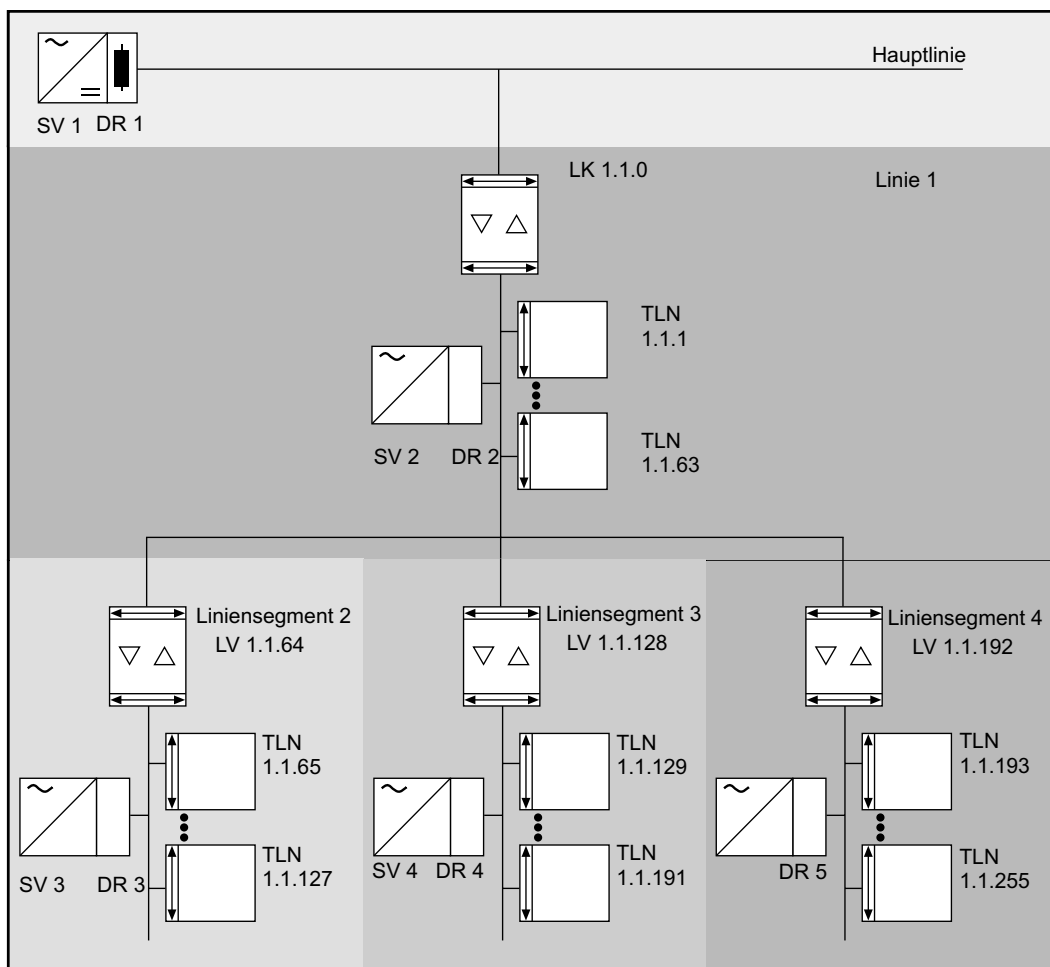 Hauptlinie
SV 1 DR 1
LK 1.1.0
Linie 1
TLN
1.1.1
SV 2 DR 2
TLN
1.1.63
Liniensegment 2
LV 1.1.64
Liniensegment 3
LV 1.1.128
Liniensegment 4
LV 1.1.192
TLN
1.1.65
TLN
1.1.129
TLN
1.1.193
SV 3 DR 3
TLN
1.1.127
SV 4 DR 4
TLN
1.1.191
DR 5
TLN
1.1.255